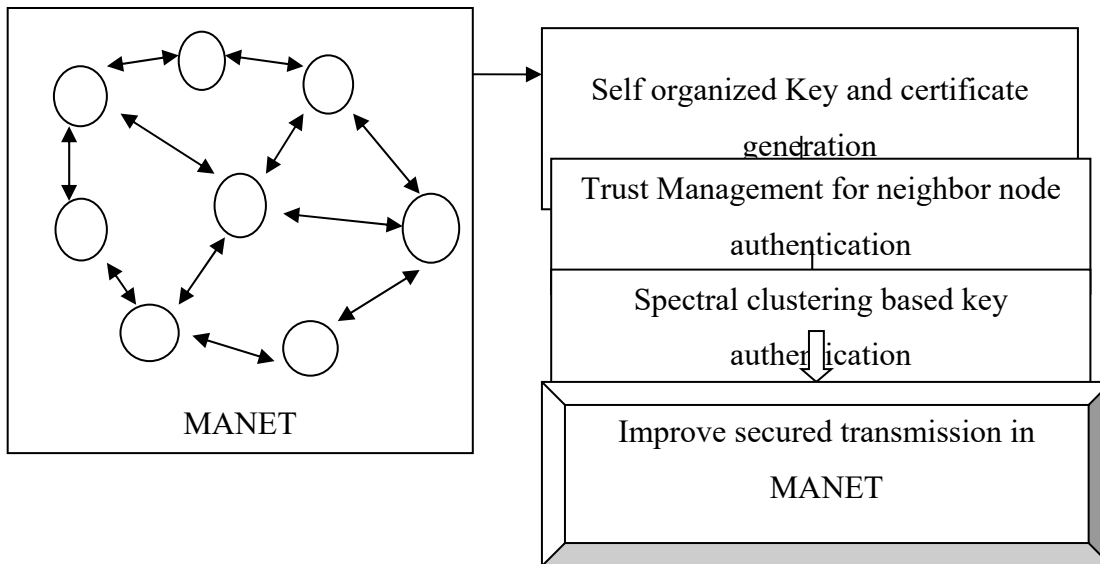 MANET
Self organized Key and certificate
generation
Trust Management for neighbor node
authentication
Spectral clustering based key
authentication
Improve secured transmission in
MANET